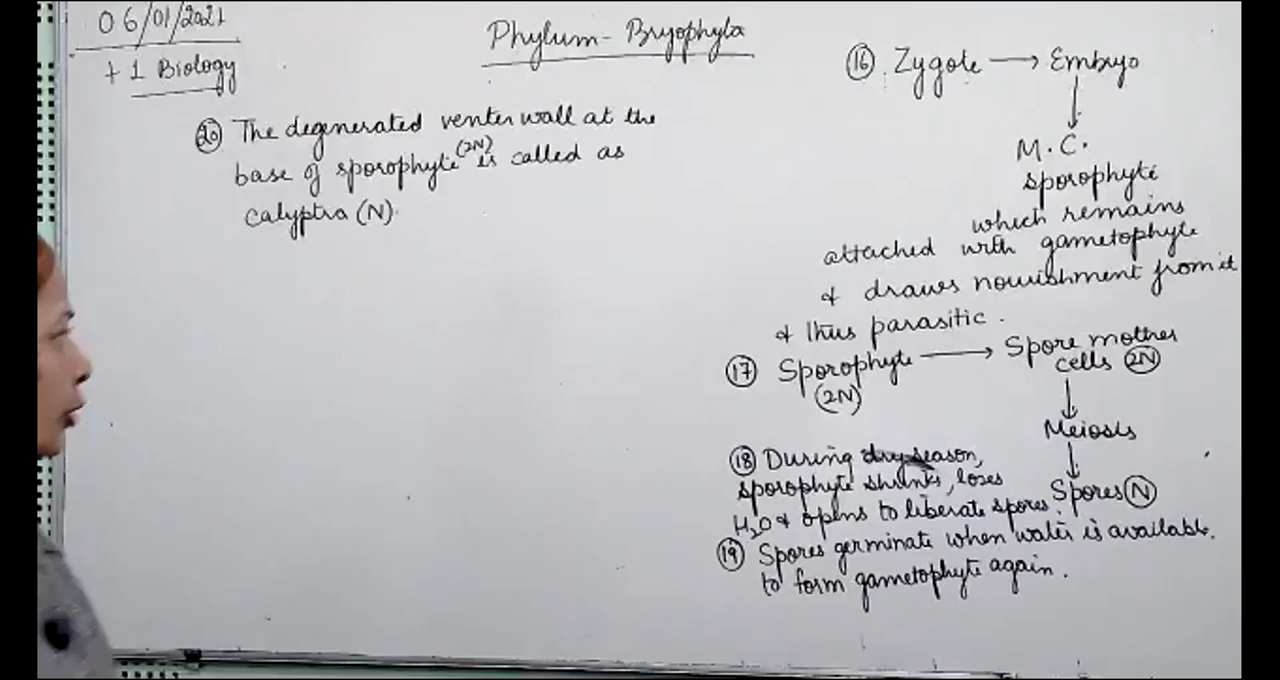 06/01/2021
+1 Biology
Phylum - Bryophyta
(20) The degenerated venter wall at the
base of sporophyte (2N) is called as
calyptra (N).
(16) Zygote → Embryo
↓
M.C.
sporophyte
which remains
attached with gametophyte
& draws nourishment from it
& thus parasitic.
(17) Sporophyte → Spore mother
(2N) cells (2N)
↓
Meiosis
↓
Spores (N)
(18) During dry season,
sporophyte shrinks, loses
H2O & opens to liberate spores.
(19) Spores germinate when water is available.
to form gametophyte again.